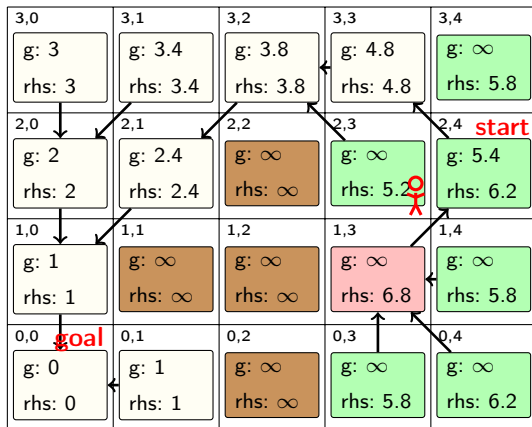 3,0 3,1 3,2 3,3 3,4
g: 3 g: 3.4 g: 3.8 g: 4.8 g: ∞
rhs: 3 rhs: 3.4 rhs: 3.8 rhs: 4.8 rhs: 5.8
2,0 2,1 2,2 2,3 2,4 start
g: 2 g: 2.4 g: ∞ g: ∞ g: 5.4
rhs: 2 rhs: 2.4 rhs: ∞ rhs: 5.2 rhs: 6.2
1,0 1,1 1,2 1,3 1,4
g: 1 g: ∞ g: ∞ g: ∞ g: ∞
rhs: 1 rhs: ∞ rhs: ∞ rhs: 6.8 rhs: 5.8
0,0 goal 0,1 0,2 0,3 0,4
g: 0 g: 1 g: ∞ g: ∞ g: ∞
rhs: 0 rhs: 1 rhs: ∞ rhs: 5.8 rhs: 6.2